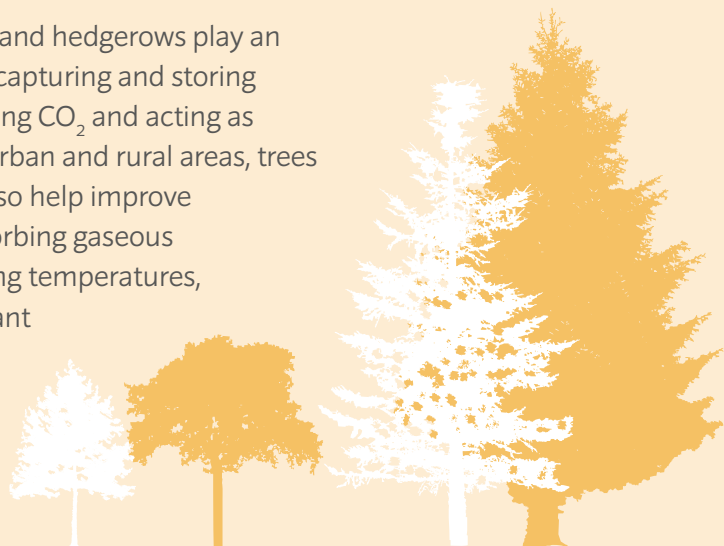 and hedgerows play an
capturing and storing
ng CO₂ and acting as
rban and rural areas, trees
so help improve
orbing gaseous
ng temperatures,
ant